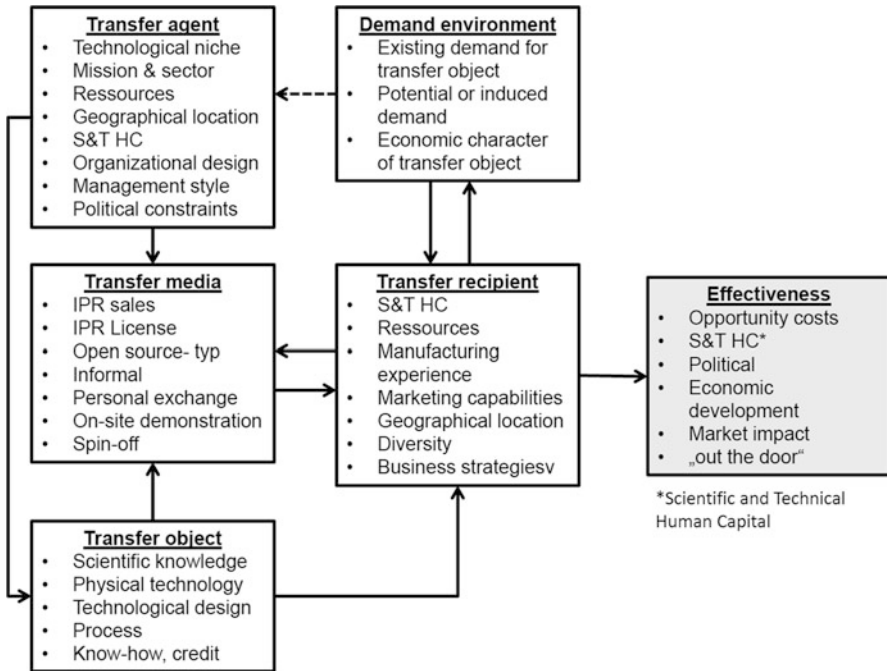 Transfer agent
• Technological niche
• Mission & sector
• Ressources
• Geographical location
• S&T HC
• Organizational design
• Management style
• Political constraints
Demand environment
• Existing demand for
transfer object
• Potential or induced
demand
• Economic character
of transfer object
Transfer media
• IPR sales
• IPR License
• Open source- typ
• Informal
• Personal exchange
• On-site demonstration
• Spin-off
Transfer recipient
• S&T HC
• Ressources
• Manufacturing
experience
• Marketing capabilities
• Geographical location
• Diversity
• Business strategiesv
Effectiveness
• Opportunity costs
• S&T HC*
• Political
• Economic
development
• Market impact
• „out the door“
*Scientific and Technical
Human Capital
Transfer object
• Scientific knowledge
• Physical technology
• Technological design
• Process
• Know-how, credit